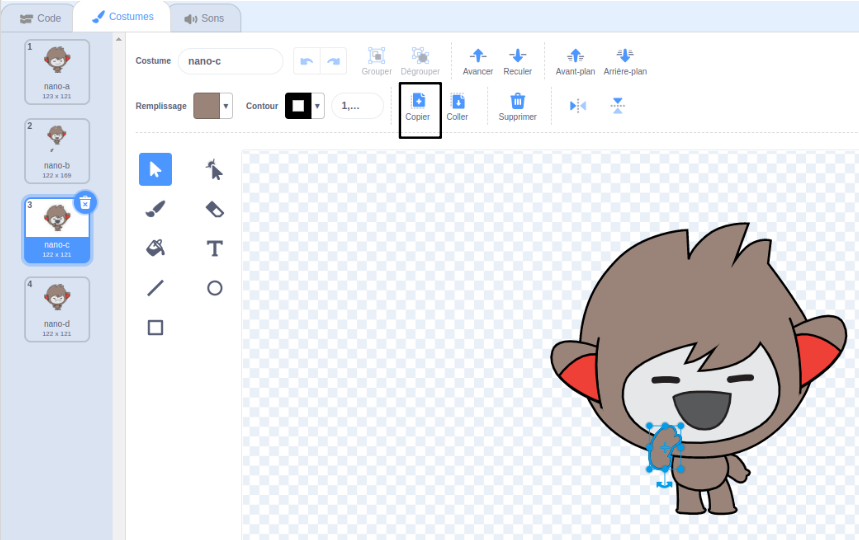 Code
Costumes
Sons
1
nano-a
123 x 121
2
nano-b
122 x 169
3
nano-c
122 x 121
4
nano-d
122 x 121
Costume
nano-c
Grouper
Dégrouper
Avancer
Reculer
Avant-plan
Arrière-plan
Remplissage
Contour
1,...
Copier
Coller
Supprimer
T